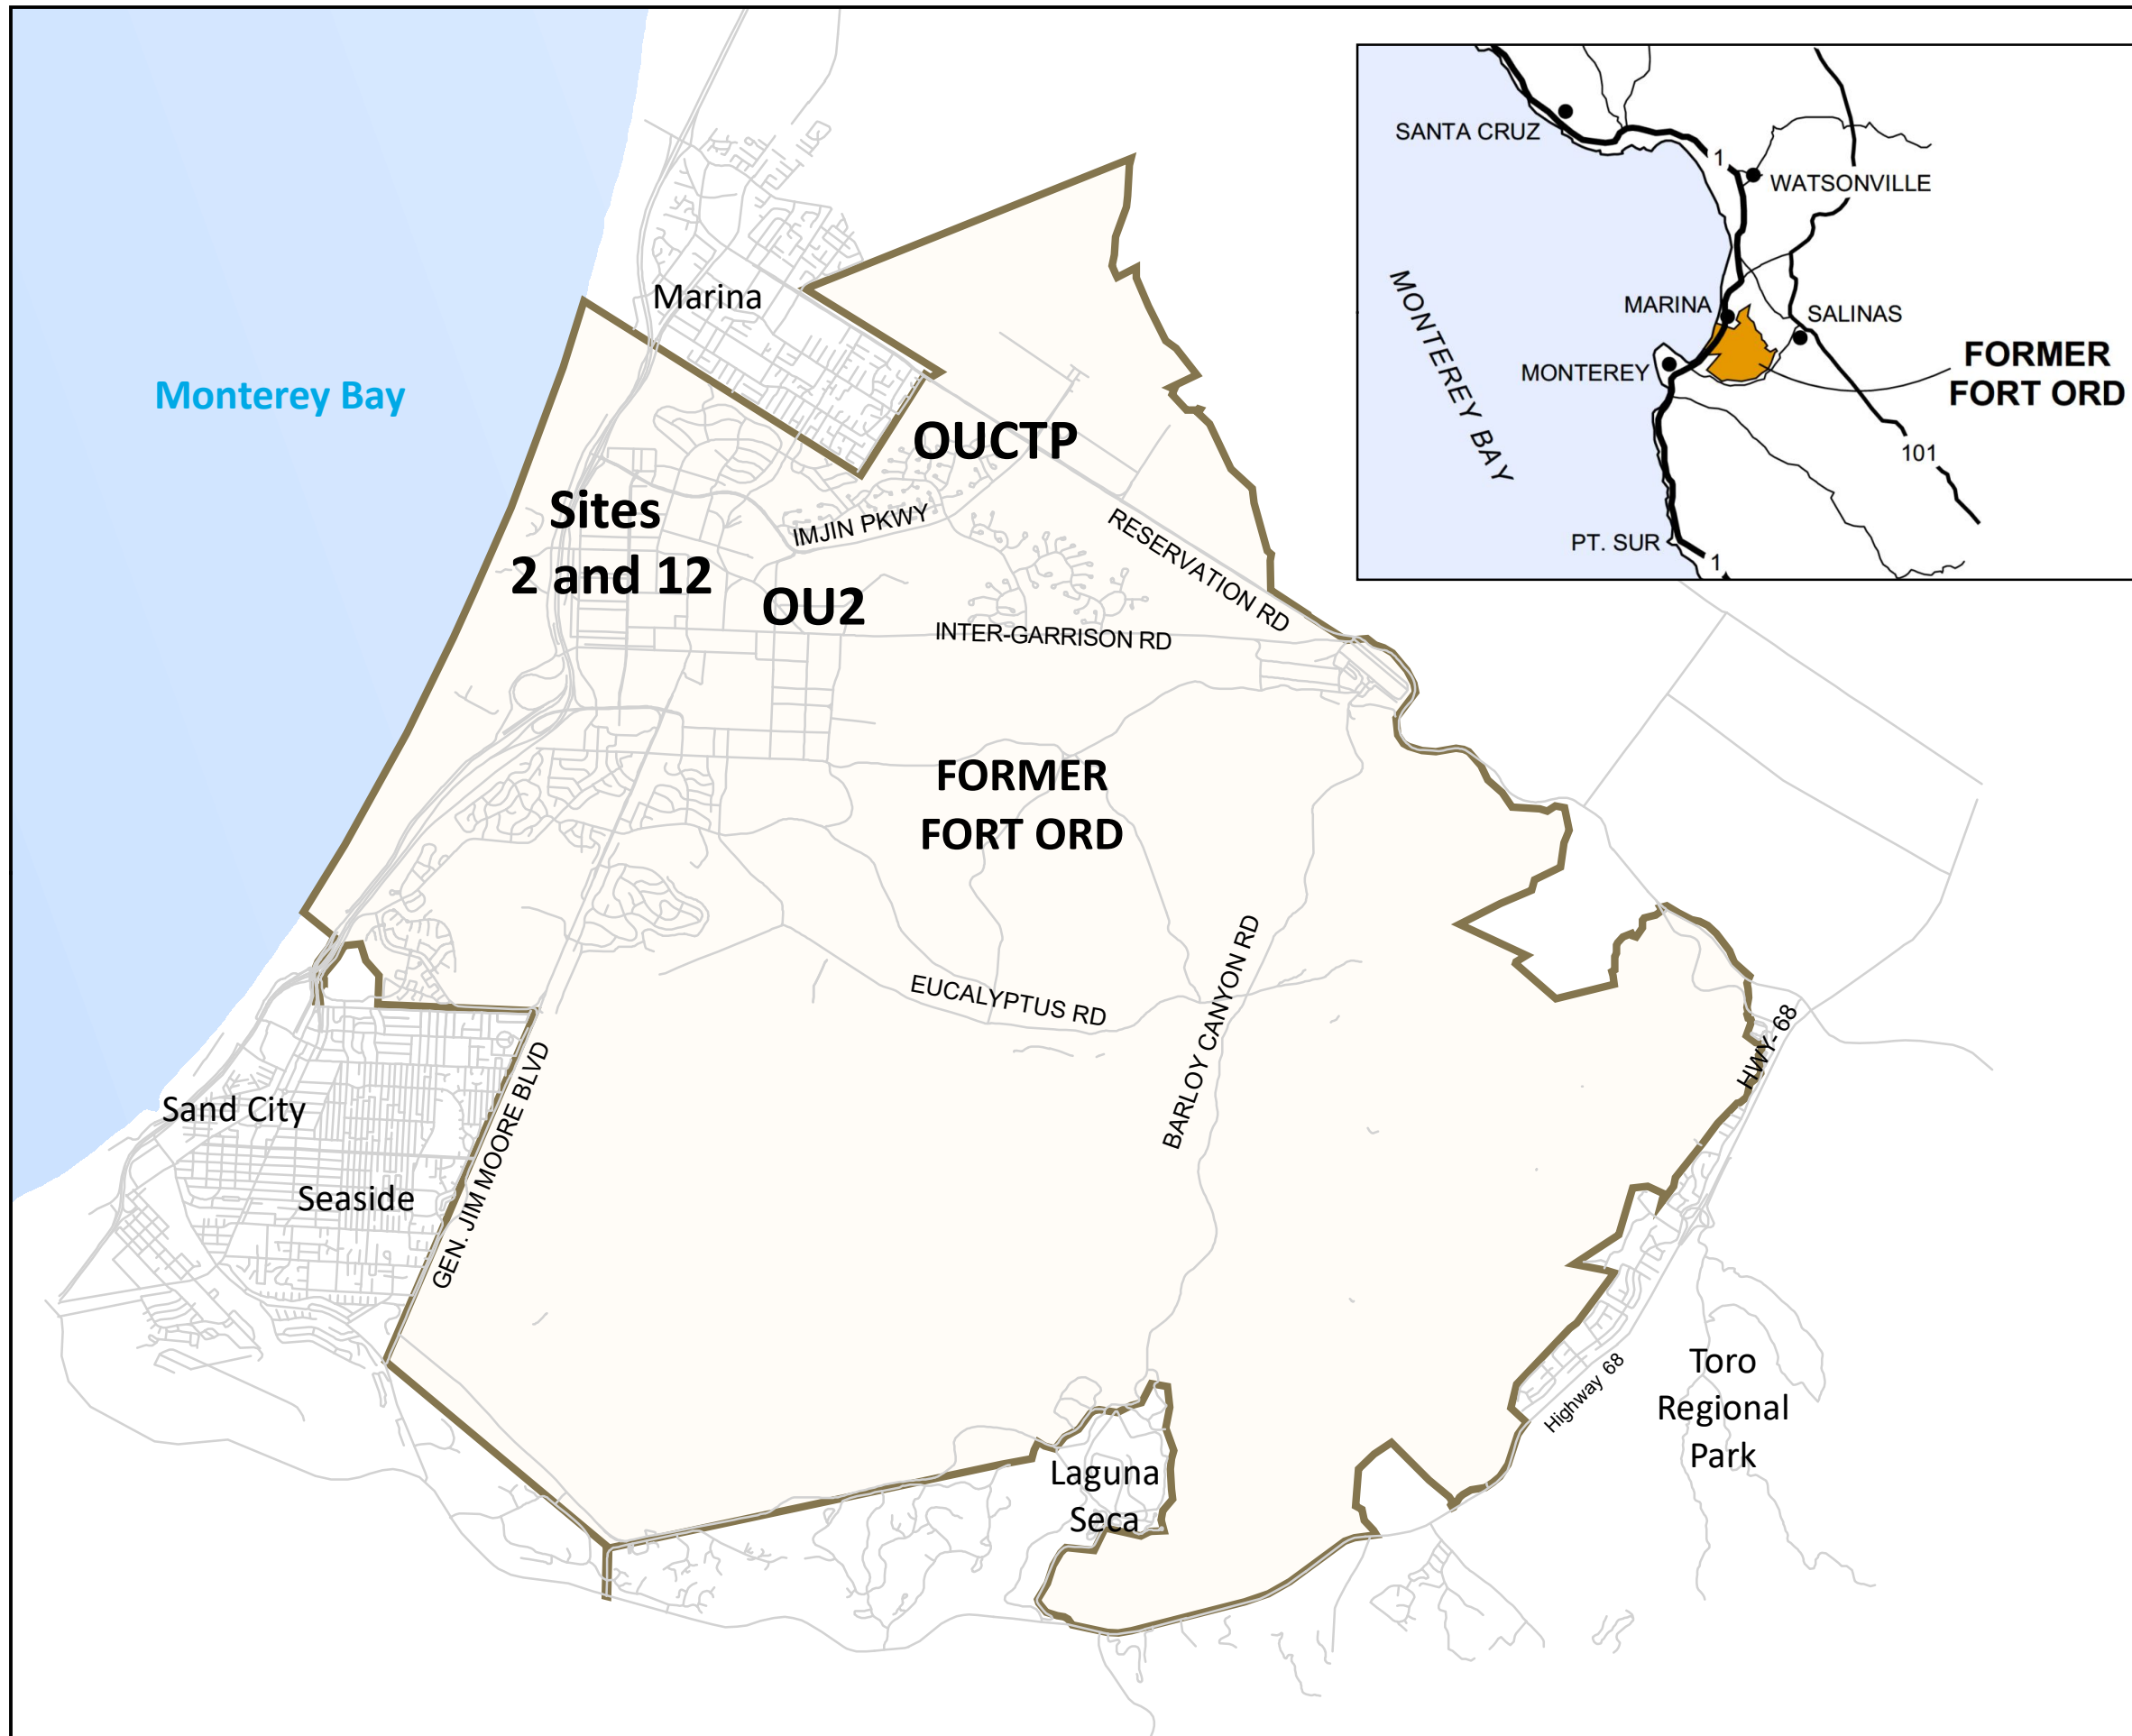 SANTA CRUZ
1
WATSONVILLE
MONTEREY BAY
MARINA
SALINAS
FORMER
FORT ORD
MONTEREY
101
PT. SUR
1
Marina
Monterey Bay
OUCTP
Sites
2 and 12
IMJIN PKWY
RESERVATION RD
OU2
INTER-GARRISON RD
FORMER
FORT ORD
EUCALYPTUS RD
BARLOY CANYON RD
HWY- 68
GEN. JIM MOORE BLVD
Sand City
Seaside
Highway 68
Toro
Regional
Park
Laguna
Seca